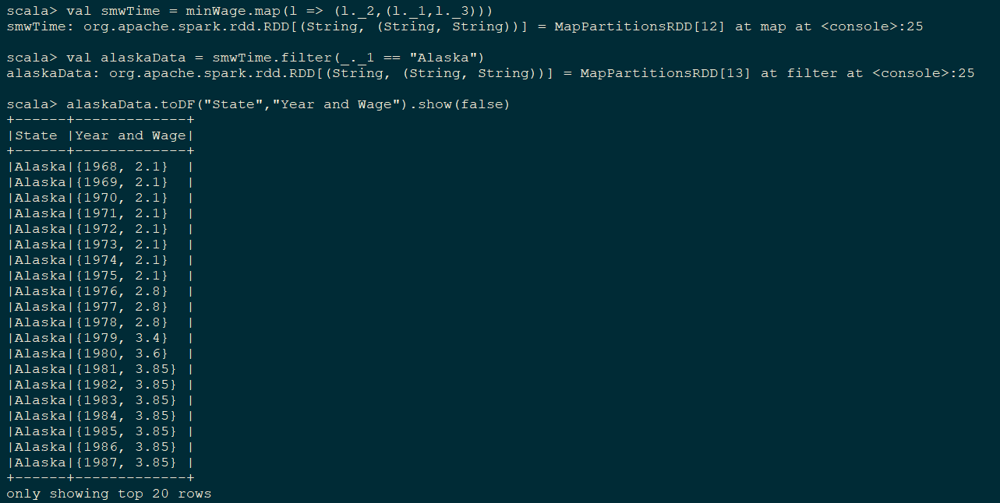 scala> val smwTime = minWage.map(l => (l._2,(l._1,l._3)))
smwTime: org.apache.spark.rdd.RDD[(String, (String, String))] = MapPartitionsRDD[12] at map at <console>:25
scala> val alaskaData = smwTime.filter(_._1 == "Alaska")
alaskaData: org.apache.spark.rdd.RDD[(String, (String, String))] = MapPartitionsRDD[13] at filter at <console>:25
scala> alaskaData.toDF("State","Year and Wage").show(false)
+------+-------------+
|State |Year and Wage|
+------+-------------+
|Alaska|{1968, 2.1}  |
|Alaska|{1969, 2.1}  |
|Alaska|{1970, 2.1}  |
|Alaska|{1971, 2.1}  |
|Alaska|{1972, 2.1}  |
|Alaska|{1973, 2.1}  |
|Alaska|{1974, 2.1}  |
|Alaska|{1975, 2.1}  |
|Alaska|{1976, 2.8}  |
|Alaska|{1977, 2.8}  |
|Alaska|{1978, 2.8}  |
|Alaska|{1979, 3.4}  |
|Alaska|{1980, 3.6}  |
|Alaska|{1981, 3.85} |
|Alaska|{1982, 3.85} |
|Alaska|{1983, 3.85} |
|Alaska|{1984, 3.85} |
|Alaska|{1985, 3.85} |
|Alaska|{1986, 3.85} |
|Alaska|{1987, 3.85} |
+------+-------------+
only showing top 20 rows